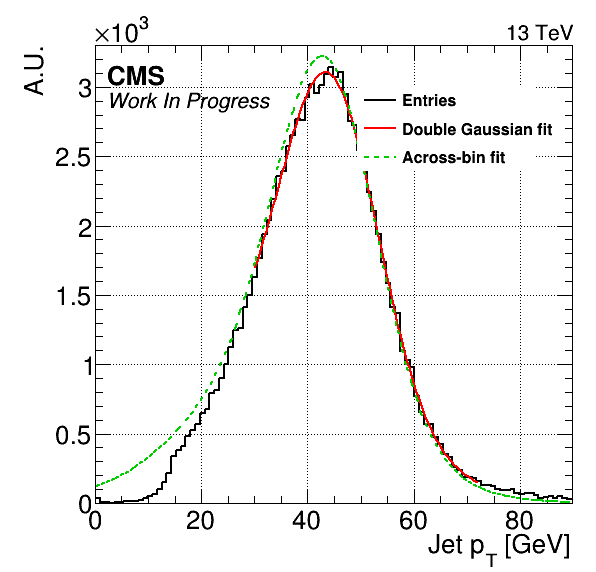 ×10³
13 TeV
A.U.
CMS
Work In Progress
Entries
Double Gaussian fit
Across-bin fit
3
2.5
2
1.5
1
0.5
0
0 20 40 60 80
Jet p_T [GeV]